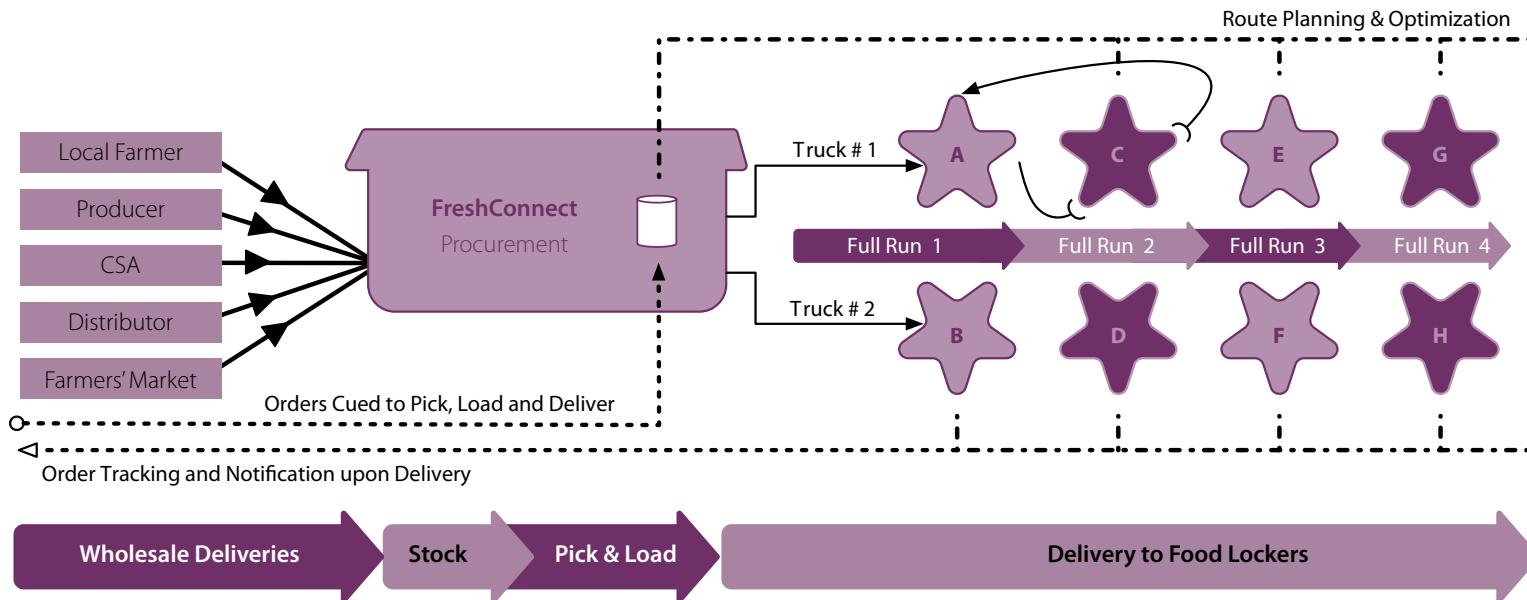 Route Planning & Optimization
Local Farmer
Producer
CSA
Distributor
Farmers' Market
FreshConnect
Procurement
Truck # 1
Truck # 2
A
C
E
G
Full Run 1
Full Run 2
Full Run 3
Full Run 4
B
D
F
H
Orders Cued to Pick, Load and Deliver
Order Tracking and Notification upon Delivery
Wholesale Deliveries
Stock
Pick & Load
Delivery to Food Lockers